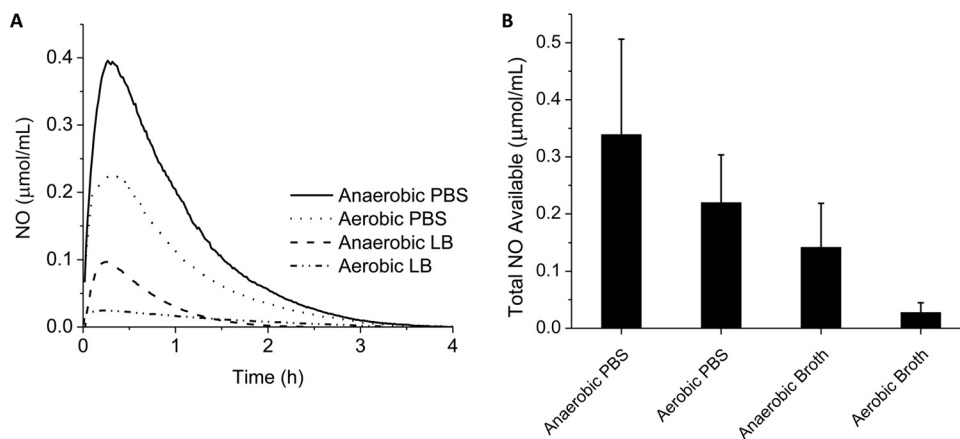 A
NO (μmol/mL)
0.4
0.3
0.2
0.1
0.0
0
1
2
3
4
Time (h)
Anaerobic PBS
Aerobic PBS
Anaerobic LB
Aerobic LB
B
Total NO Available (μmol/mL)
0.5
0.4
0.3
0.2
0.1
0.0
Anaerobic PBS
Aerobic PBS
Anaerobic Broth
Aerobic Broth